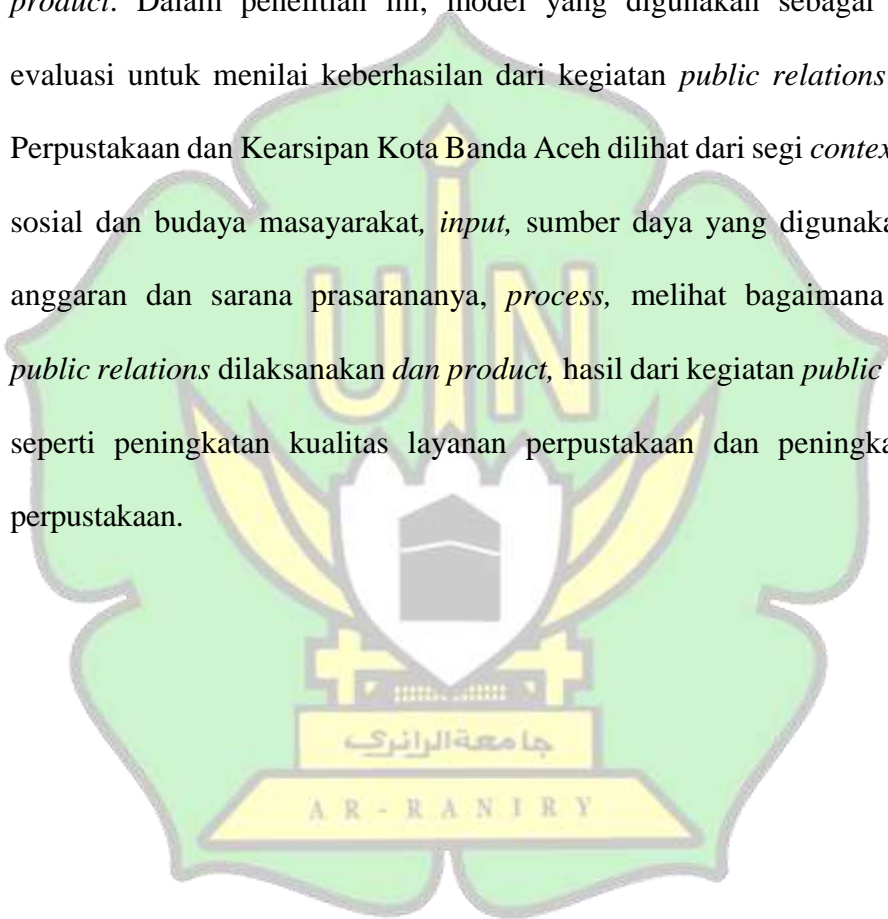 product. Dalam penelitian ini, model yang digunakan sebagai
evaluasi untuk menilai keberhasilan dari kegiatan public relations
Perpustakaan dan Kearsipan Kota Banda Aceh dilihat dari segi contex
sosial dan budaya masayarakat, input, sumber daya yang digunaka
anggaran dan sarana prasarananya, process, melihat bagaimana
public relations dilaksanakan dan product, hasil dari kegiatan public
seperti peningkatan kualitas layanan perpustakaan dan peningka
perpustakaan.
UIN
جامعة الرانري
AR-RANIRY